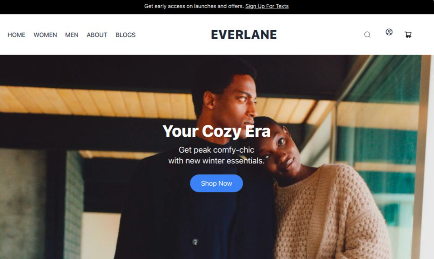 Get early access on launches and offers. Sign Up For Texts
HOME WOMEN MEN ABOUT BLOGS EVERLANE
Your Cozy Era
Get peak comfy-chic
with new winter essentials.
Shop Now